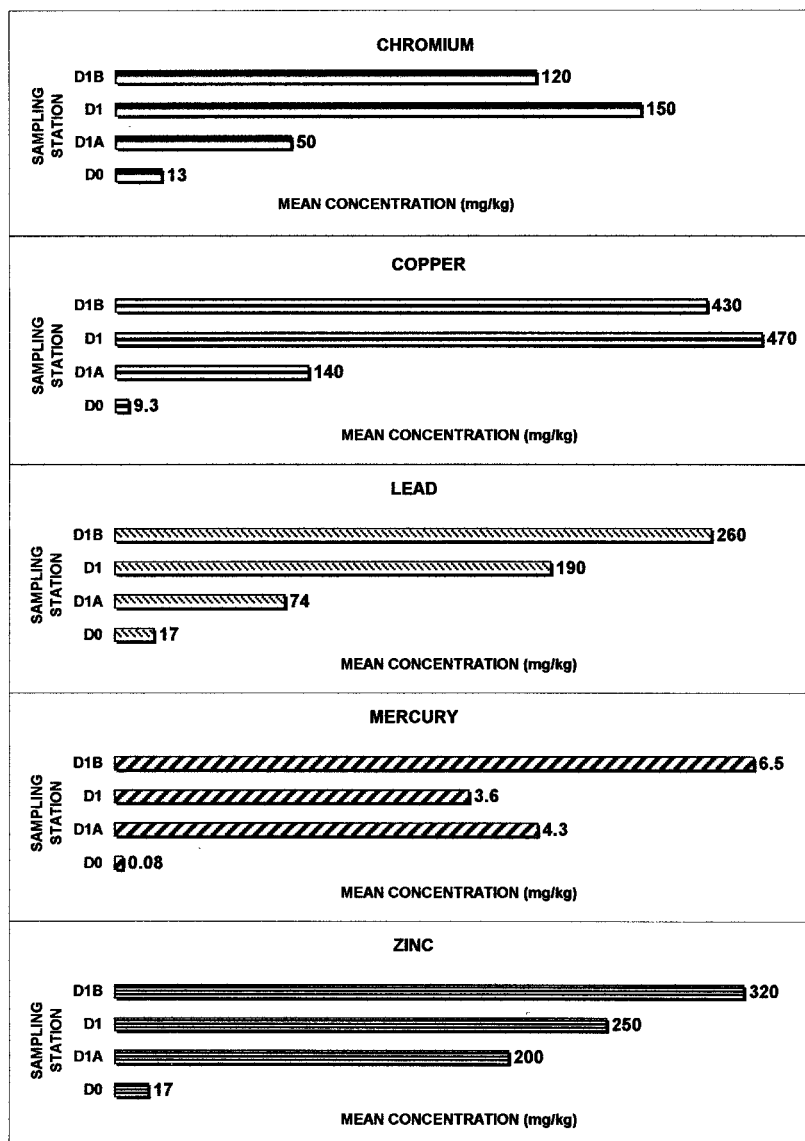 CHROMIUM
SAMPLING
STATION
D1B 120
D1 150
D1A 50
D0 13
MEAN CONCENTRATION (mg/kg)
COPPER
SAMPLING
STATION
D1B 430
D1 470
D1A 140
D0 9.3
MEAN CONCENTRATION (mg/kg)
LEAD
SAMPLING
STATION
D1B 260
D1 190
D1A 74
D0 17
MEAN CONCENTRATION (mg/kg)
MERCURY
SAMPLING
STATION
D1B 6.5
D1 3.6
D1A 4.3
D0 0.08
MEAN CONCENTRATION (mg/kg)
ZINC
SAMPLING
STATION
D1B 320
D1 250
D1A 200
D0 17
MEAN CONCENTRATION (mg/kg)